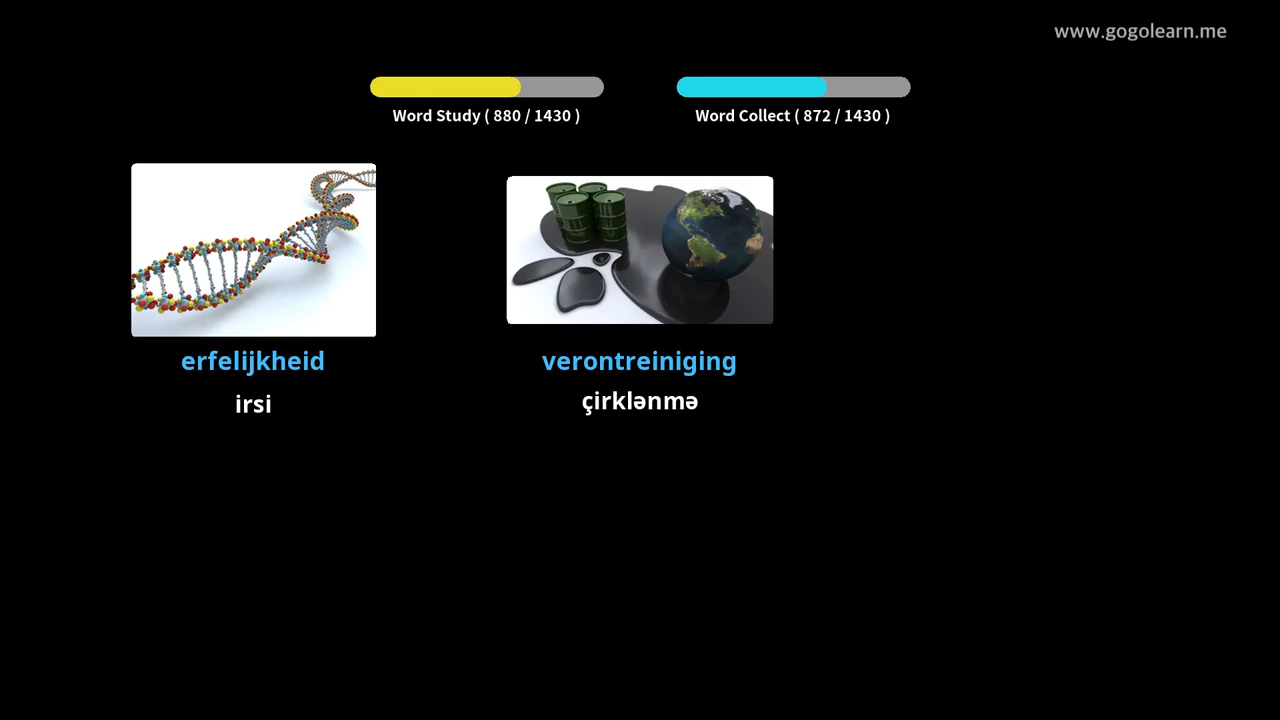 www.gogolearn.me
Word Study ( 880 / 1430 )
Word Collect ( 872 / 1430 )
erfelijkheid
irsi
verontreiniging
çirklənmə